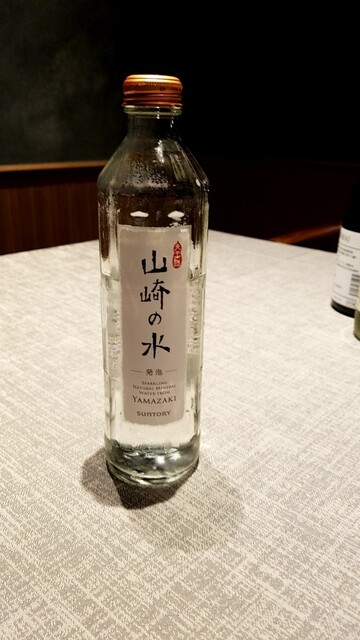 山崎の水
発泡
SPARKLING
NATURAL MINERAL
WATER FROM
YAMAZAKI
SUNTORY